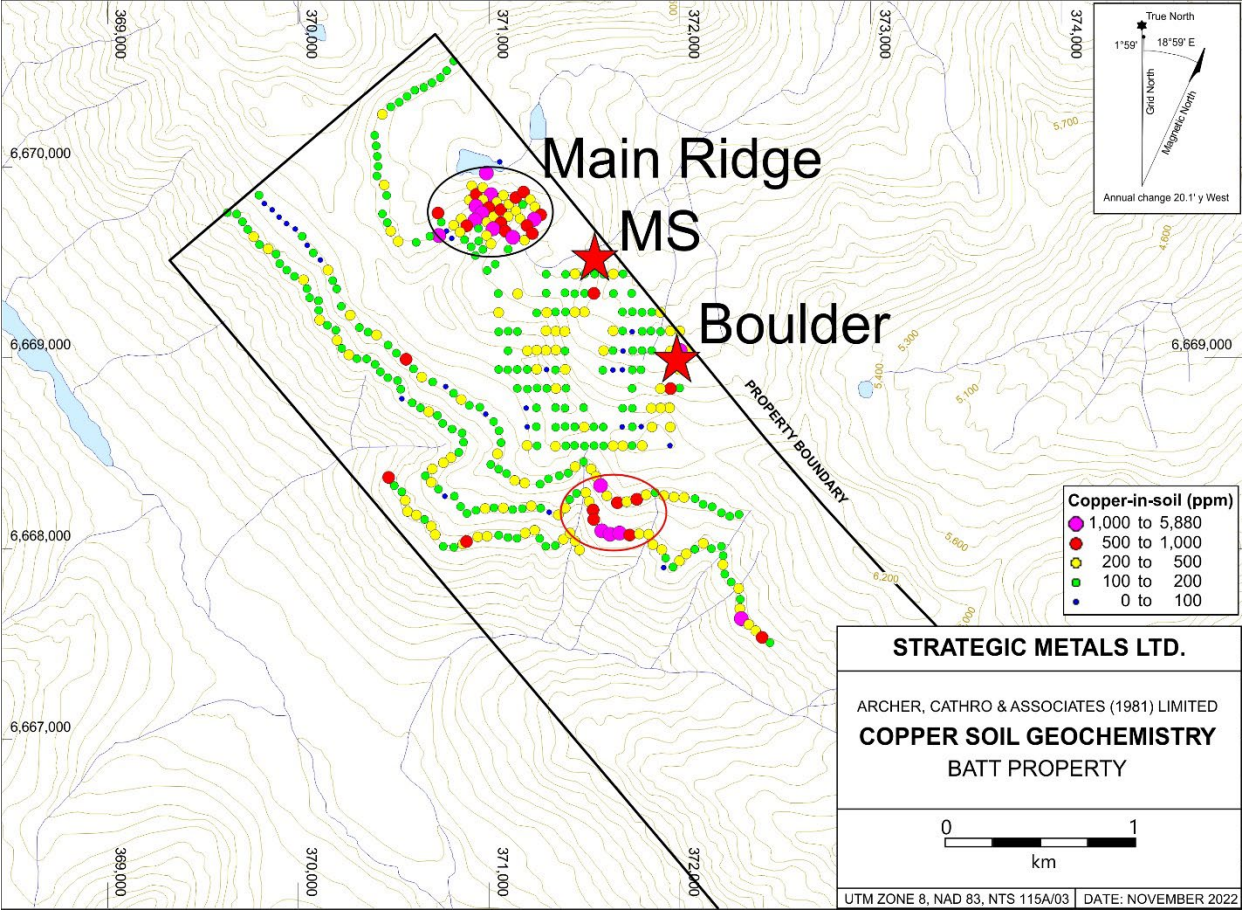 369,000
370,000
371,000
372,000
373,000
374,000
True North
1°59'
18°59' E
Grid North
Magnetic North
Annual change 20.1' y West
5,700
6,670,000
Main Ridge
MS
4,600
Boulder
6,669,000
6,669,000
5,300
5,400
5,100
PROPERTY BOUNDARY
Copper-in-soil (ppm)
1,000 to 5,880
500 to 1,000
200 to 500
100 to 200
0 to 100
6,668,000
5,600
6,200
STRATEGIC METALS LTD.
ARCHER, CATHRO & ASSOCIATES (1981) LIMITED
COPPER SOIL GEOCHEMISTRY
BATT PROPERTY
6,667,000
0 1
km
369,000
370,000
371,000
372,000
UTM ZONE 8, NAD 83, NTS 115A/03 DATE: NOVEMBER 2022